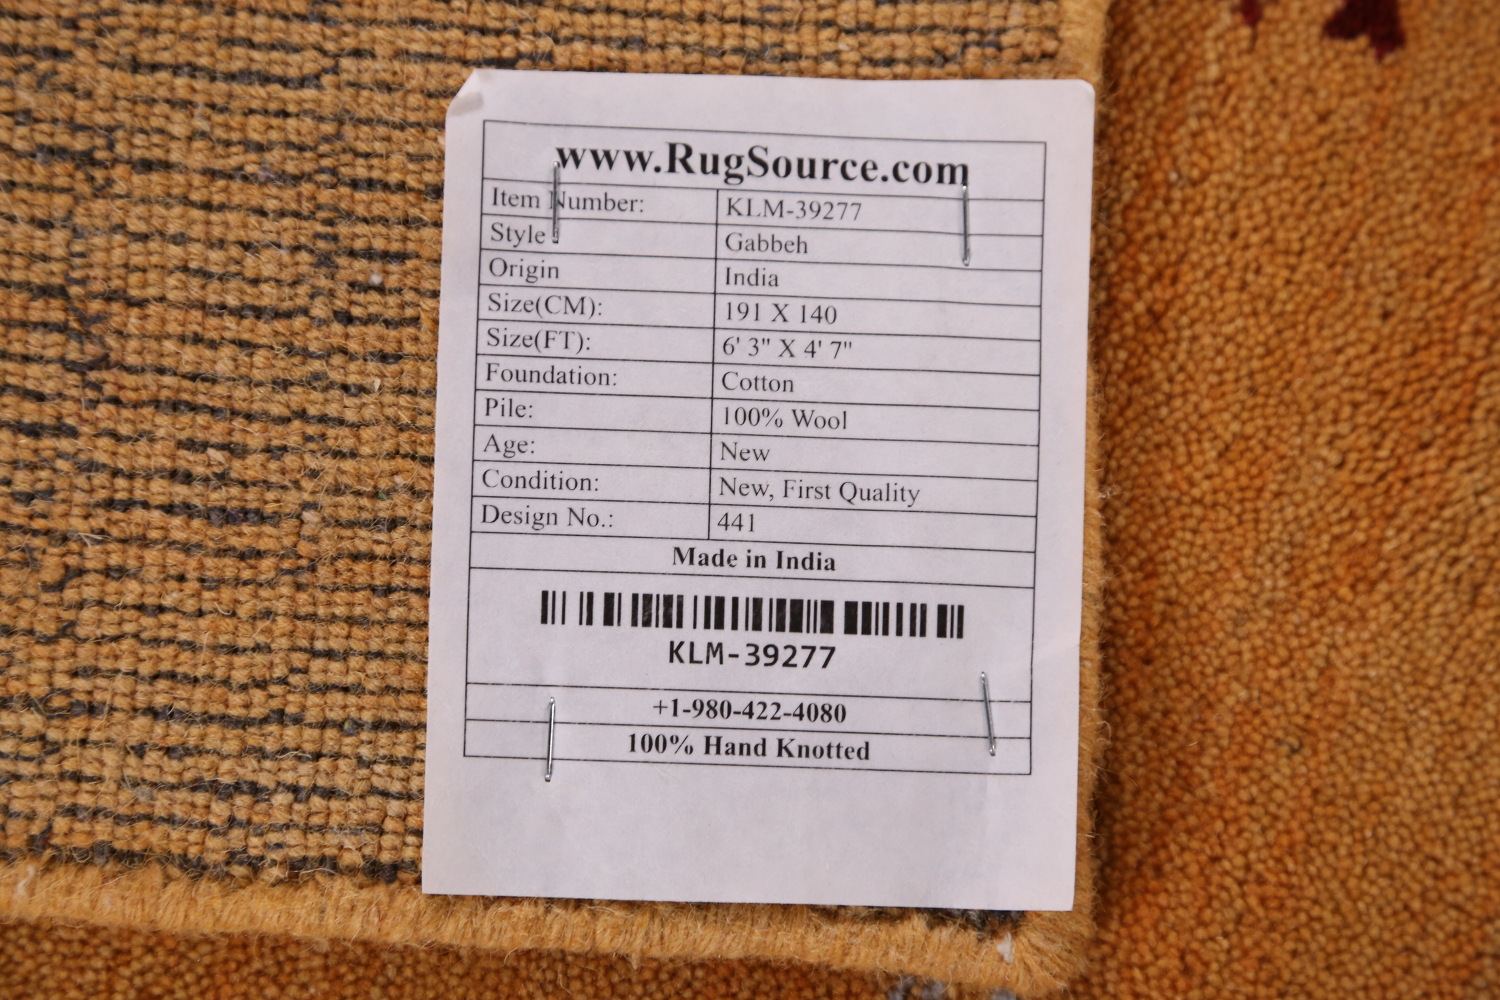 www.RugSource.com
Item Number: KLM-39277
Style Gabbeh
Origin India
Size(CM): 191 X 140
Size(FT): 6' 3" X 4' 7"
Foundation: Cotton
Pile: 100% Wool
Age: New
Condition: New, First Quality
Design No.: 441
Made in India
KLM-39277
+1-980-422-4080
100% Hand Knotted